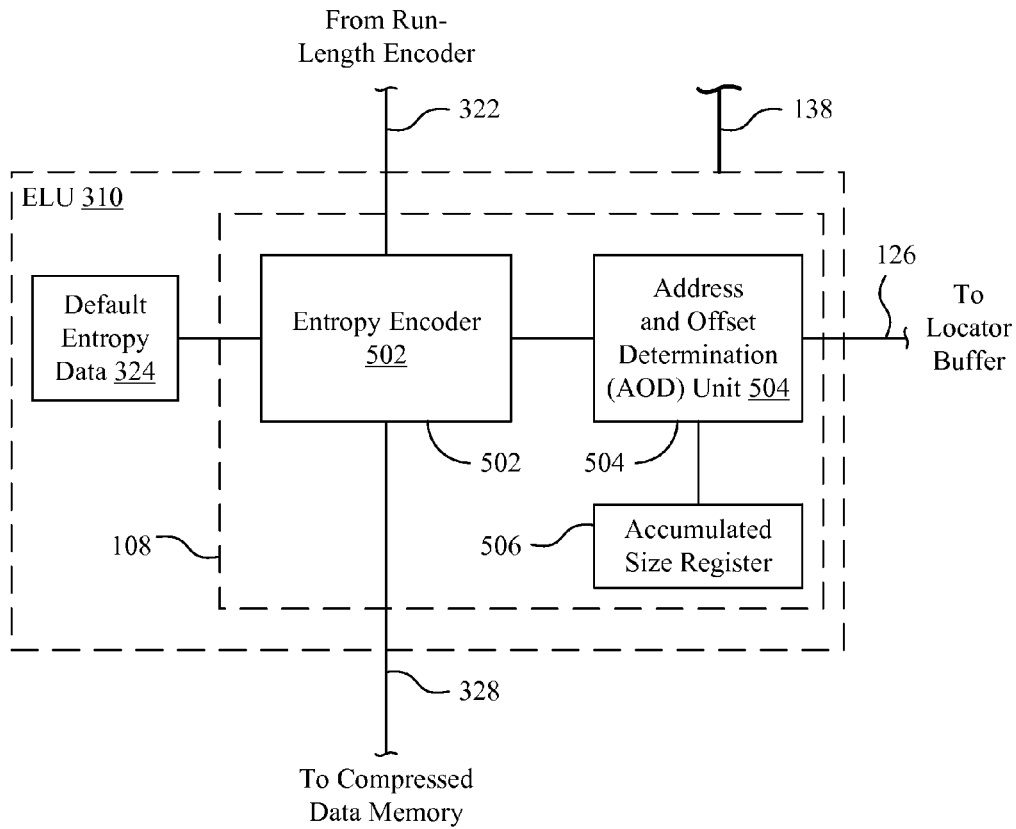 From Run-
Length Encoder
322
138
ELU 310
126
Default
Entropy
Data 324
Entropy Encoder
502
Address
and Offset
Determination
(AOD) Unit 504
To
Locator
Buffer
502
504
108
506
Accumulated
Size Register
328
To Compressed
Data Memory